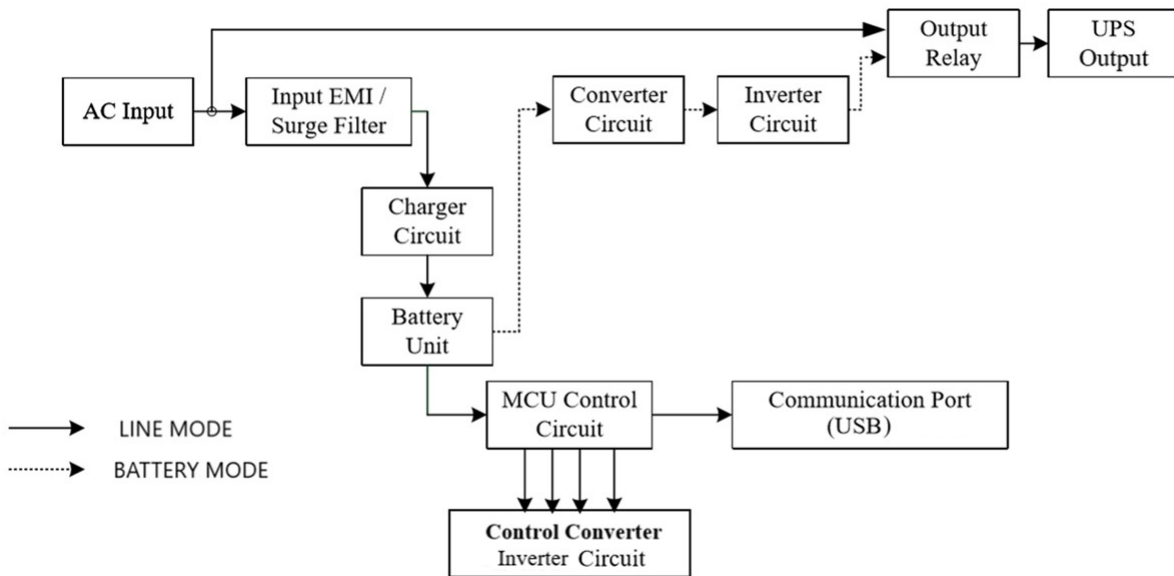 Output
Relay
UPS
Output
AC Input
Input EMI /
Surge Filter
Converter
Circuit
Inverter
Circuit
Charger
Circuit
Battery
Unit
MCU Control
Circuit
Communication Port
(USB)
LINE MODE
BATTERY MODE
Control Converter
Inverter Circuit